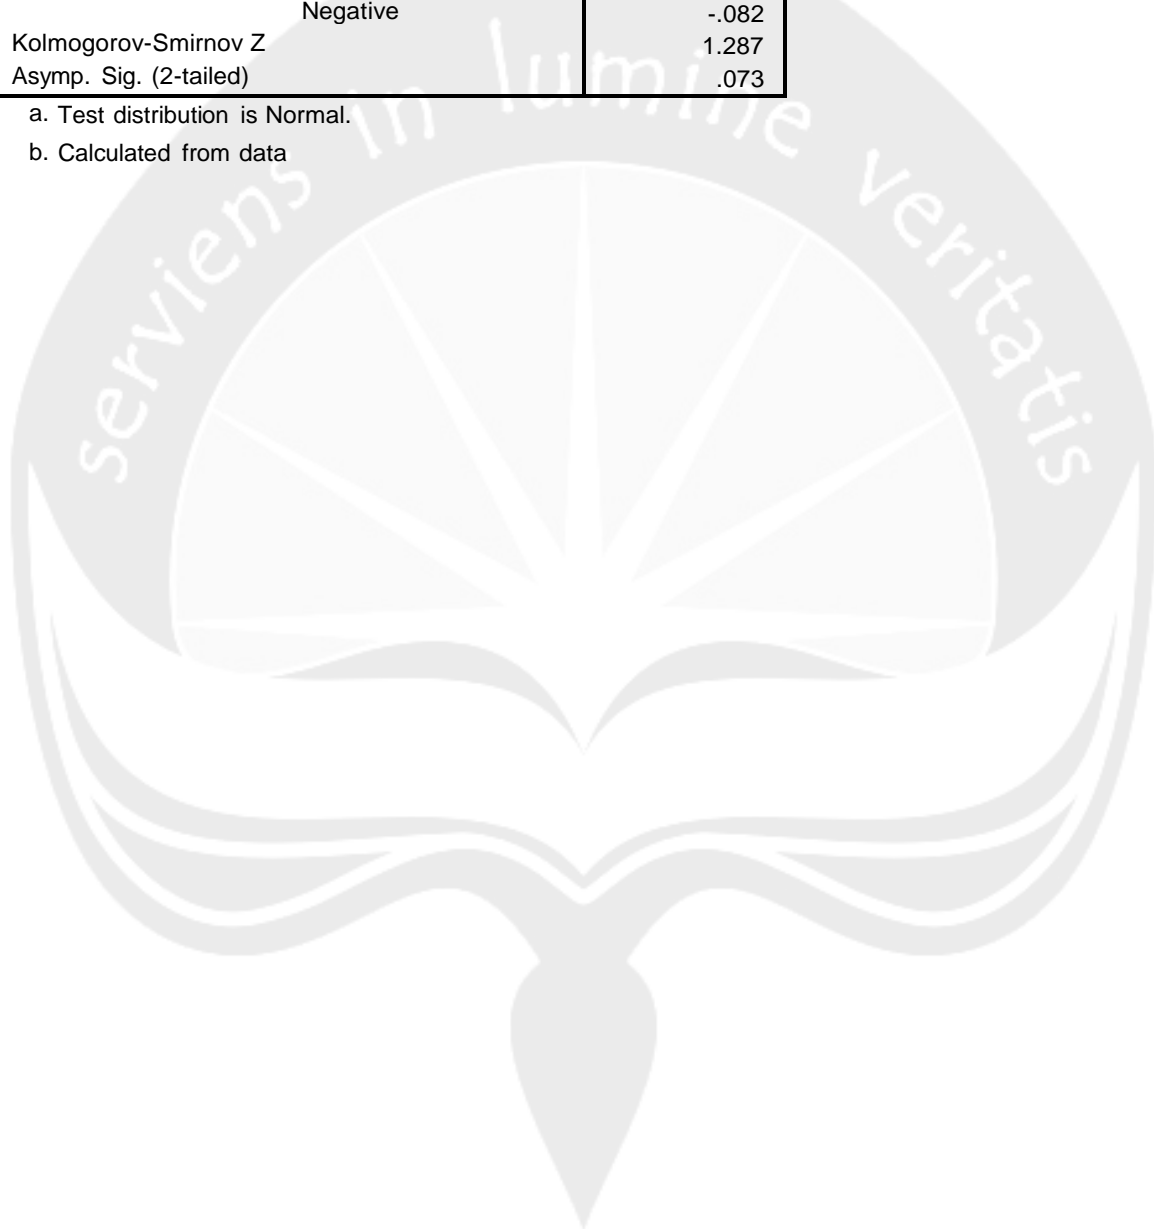 Negative -.082
Kolmogorov-Smirnov Z 1.287
Asymp. Sig. (2-tailed) .073
a. Test distribution is Normal.
b. Calculated from data
serviens in lumine veritatis